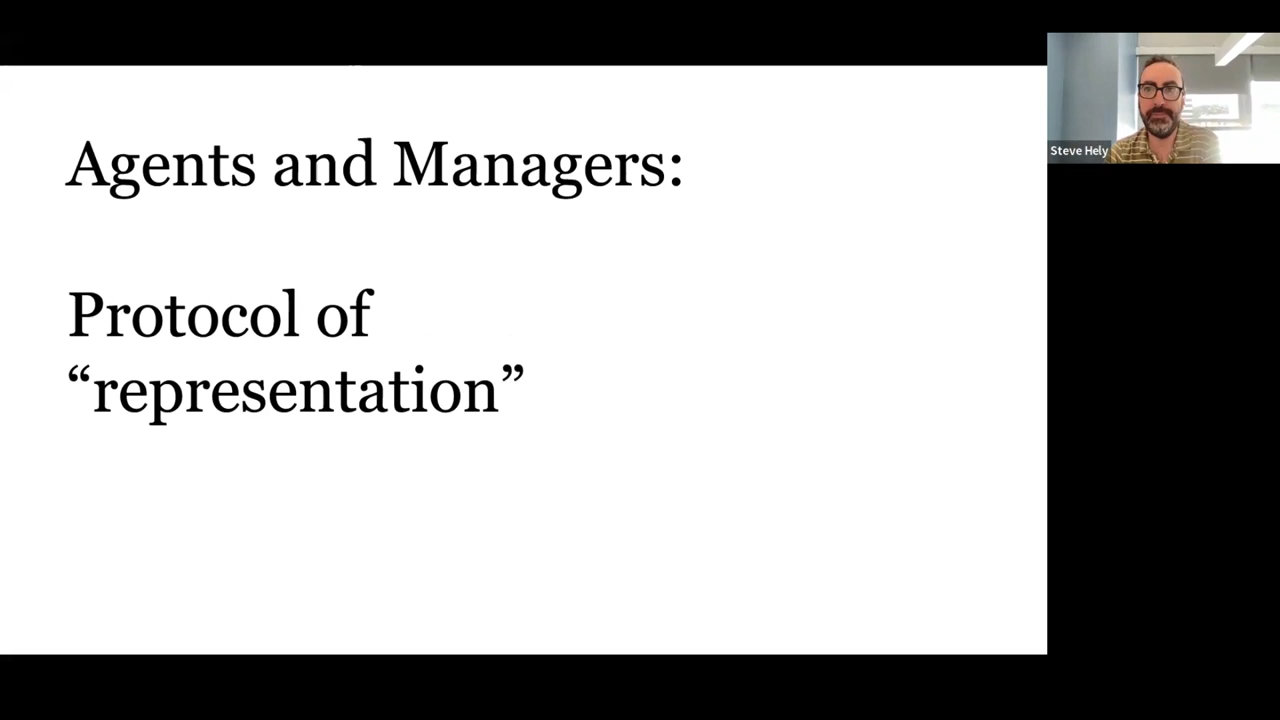 Agents and Managers:
Protocol of
“representation”
Steve Hely